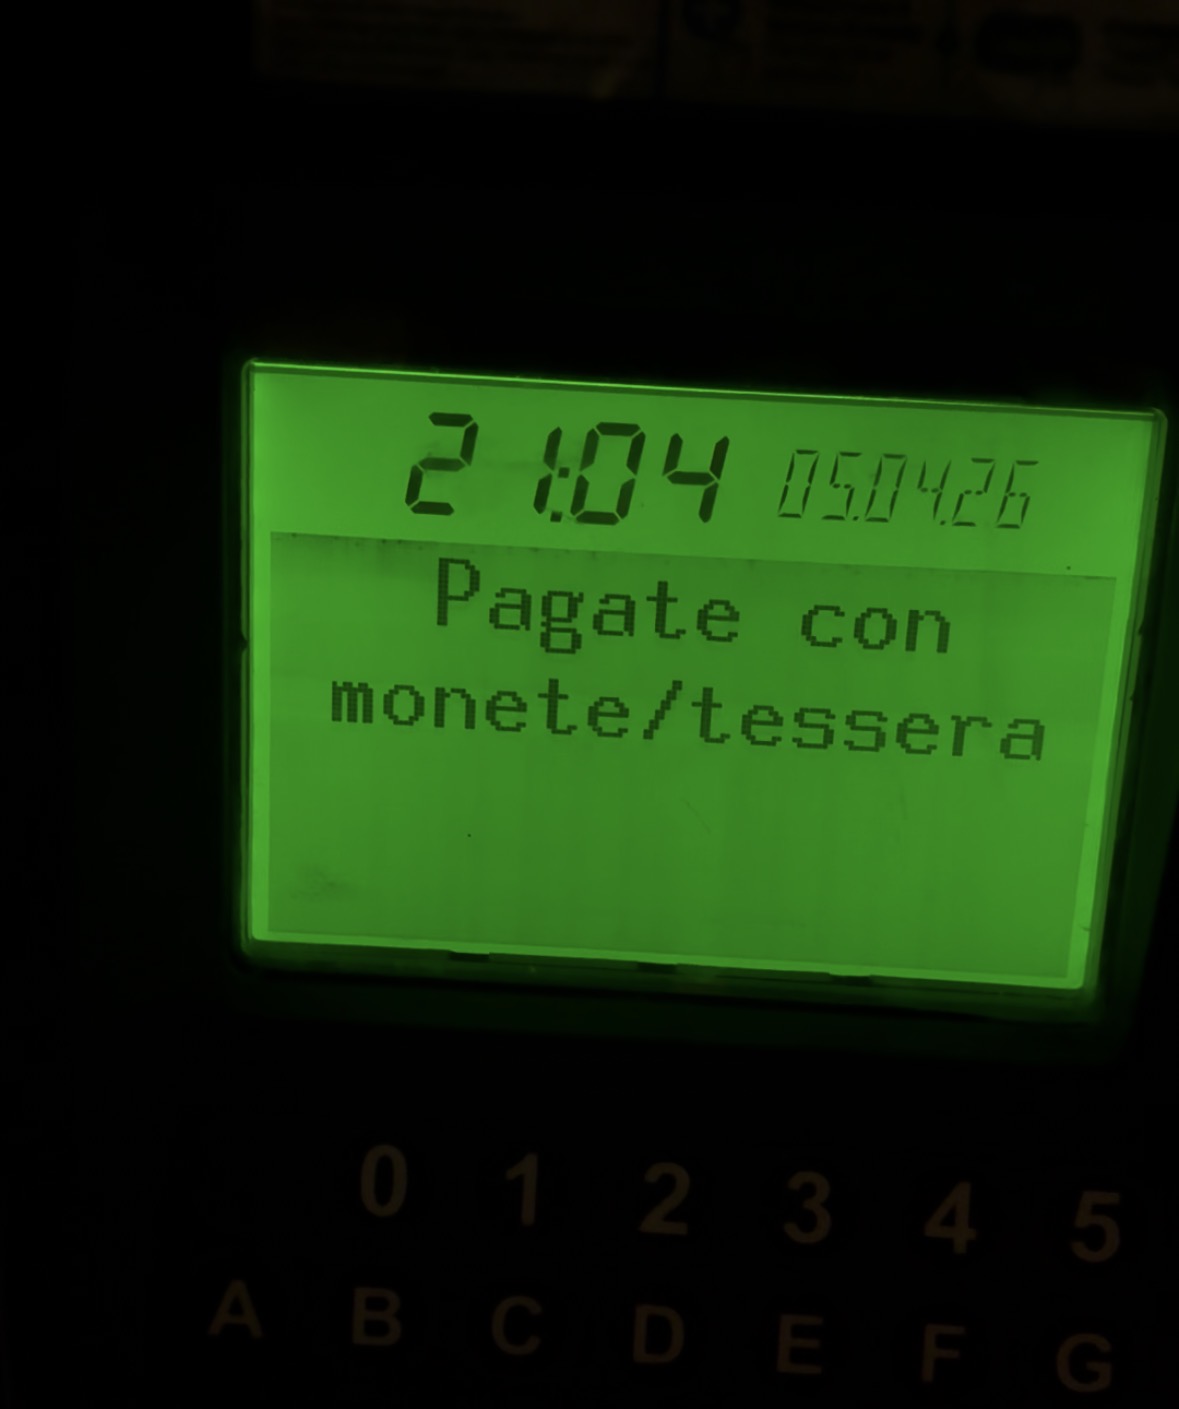 21:04 05.04.26
Pagate con
monete/tessera
0 1 2 3 4 5
A B C D E F G